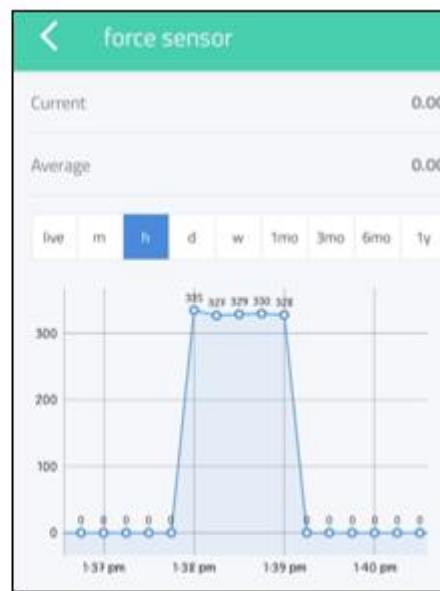 force sensor
Current 0.00
Average 0.00
live m h d w 1mo 3mo 6mo 1y
335 329 330 328
300
200
100
0 0 0 0 0 0 0 0 0 0 0 0
1:37 pm 1:38 pm 1:39 pm 1:40 pm